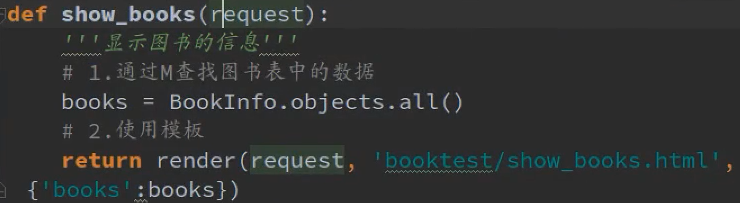 def show_books(request):
'''显示图书的信息'''
# 1.通过M查找图书表中的数据
books = BookInfo.objects.all()
# 2.使用模板
return render(request, 'booktest/show_books.html',
{'books':books})